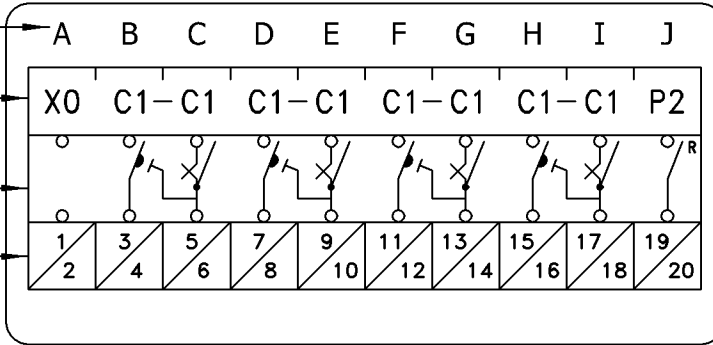 A B C D E F G H I J
X0 C1-C1 C1-C1 C1-C1 C1-C1 P2
R
1 3 5 7 9 11 13 15 17 19
2 4 6 8 10 12 14 16 18 20